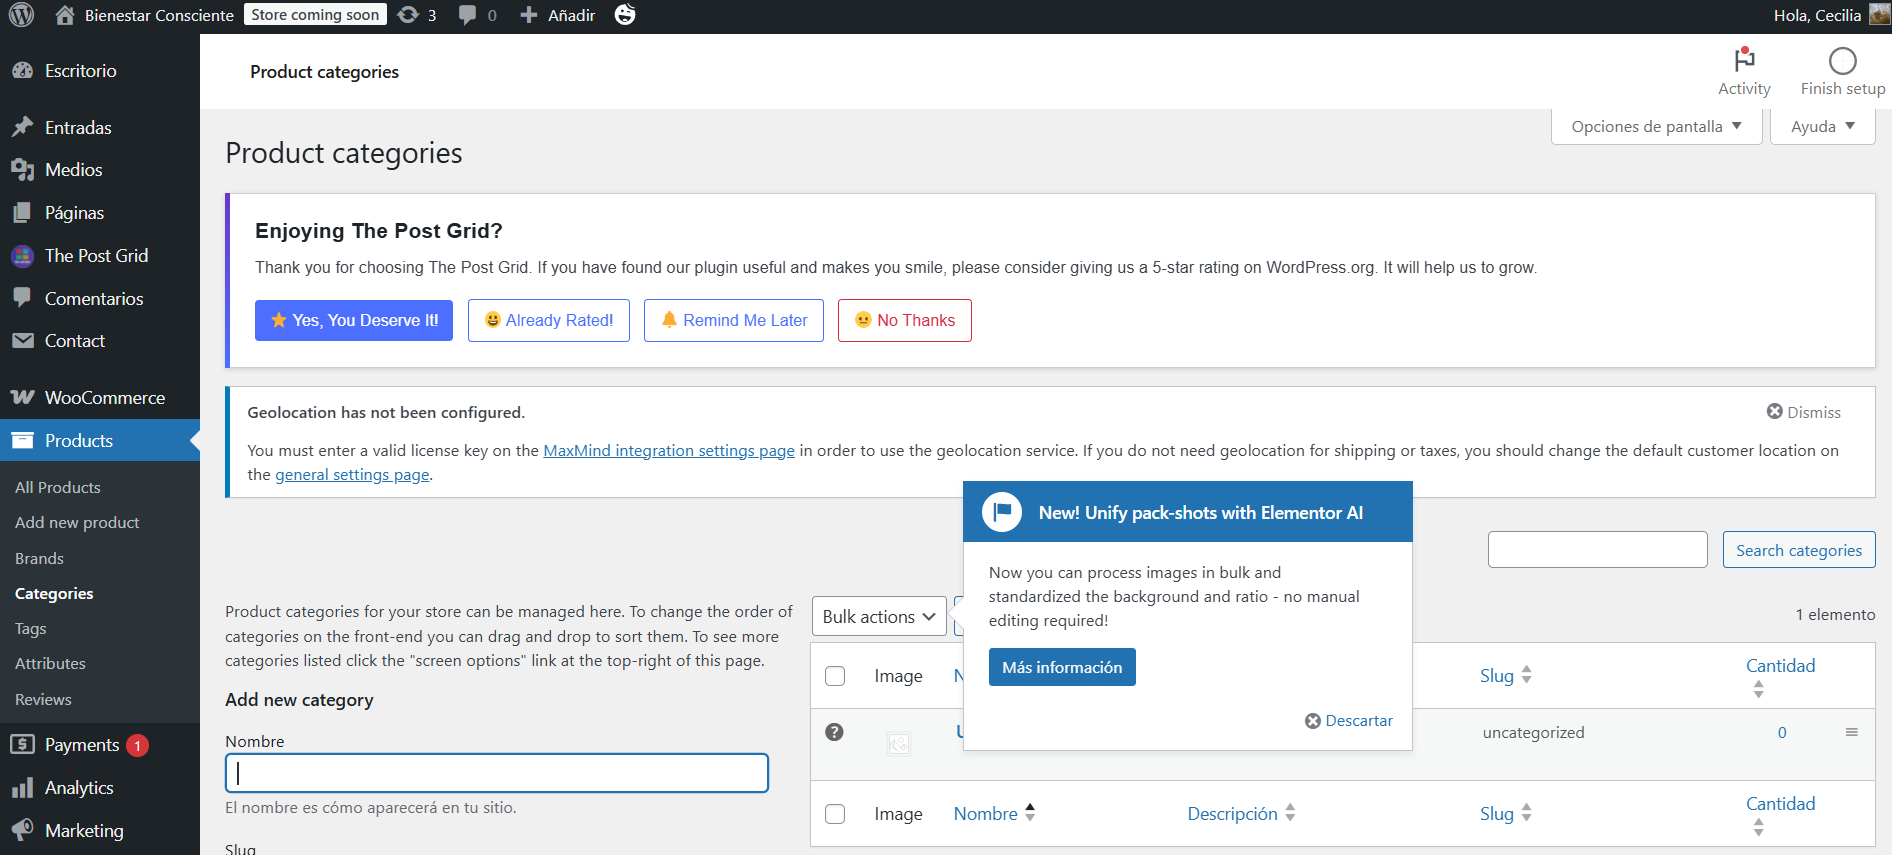 Bienestar Consciente Store coming soon 3 0 Añadir Hola, Cecilia
Escritorio
Entradas
Medios
Páginas
The Post Grid
Comentarios
Contact
WooCommerce
Products
All Products
Add new product
Brands
Categories
Tags
Attributes
Reviews
Payments 1
Analytics
Marketing
Product categories
Activity
Finish setup
Opciones de pantalla
Ayuda
Product categories
Enjoying The Post Grid?
Thank you for choosing The Post Grid. If you have found our plugin useful and makes you smile, please consider giving us a 5-star rating on WordPress.org. It will help us to grow.
Yes, You Deserve It! Already Rated! Remind Me Later No Thanks
Geolocation has not been configured.
Dismiss
You must enter a valid license key on the MaxMind integration settings page in order to use the geolocation service. If you do not need geolocation for shipping or taxes, you should change the default customer location on
the general settings page.
Search categories
Product categories for your store can be managed here. To change the order of
categories on the front-end you can drag and drop to sort them. To see more
categories listed click the "screen options" link at the top-right of this page.
Add new category
Nombre
El nombre es cómo aparecerá en tu sitio.
Slug
Bulk actions
1 elemento
New! Unify pack-shots with Elementor AI
Now you can process images in bulk and
standardized the background and ratio - no manual
editing required!
Más información
Descartar
Image Slug Cantidad
uncategorized 0
Image Nombre Descripción Slug Cantidad